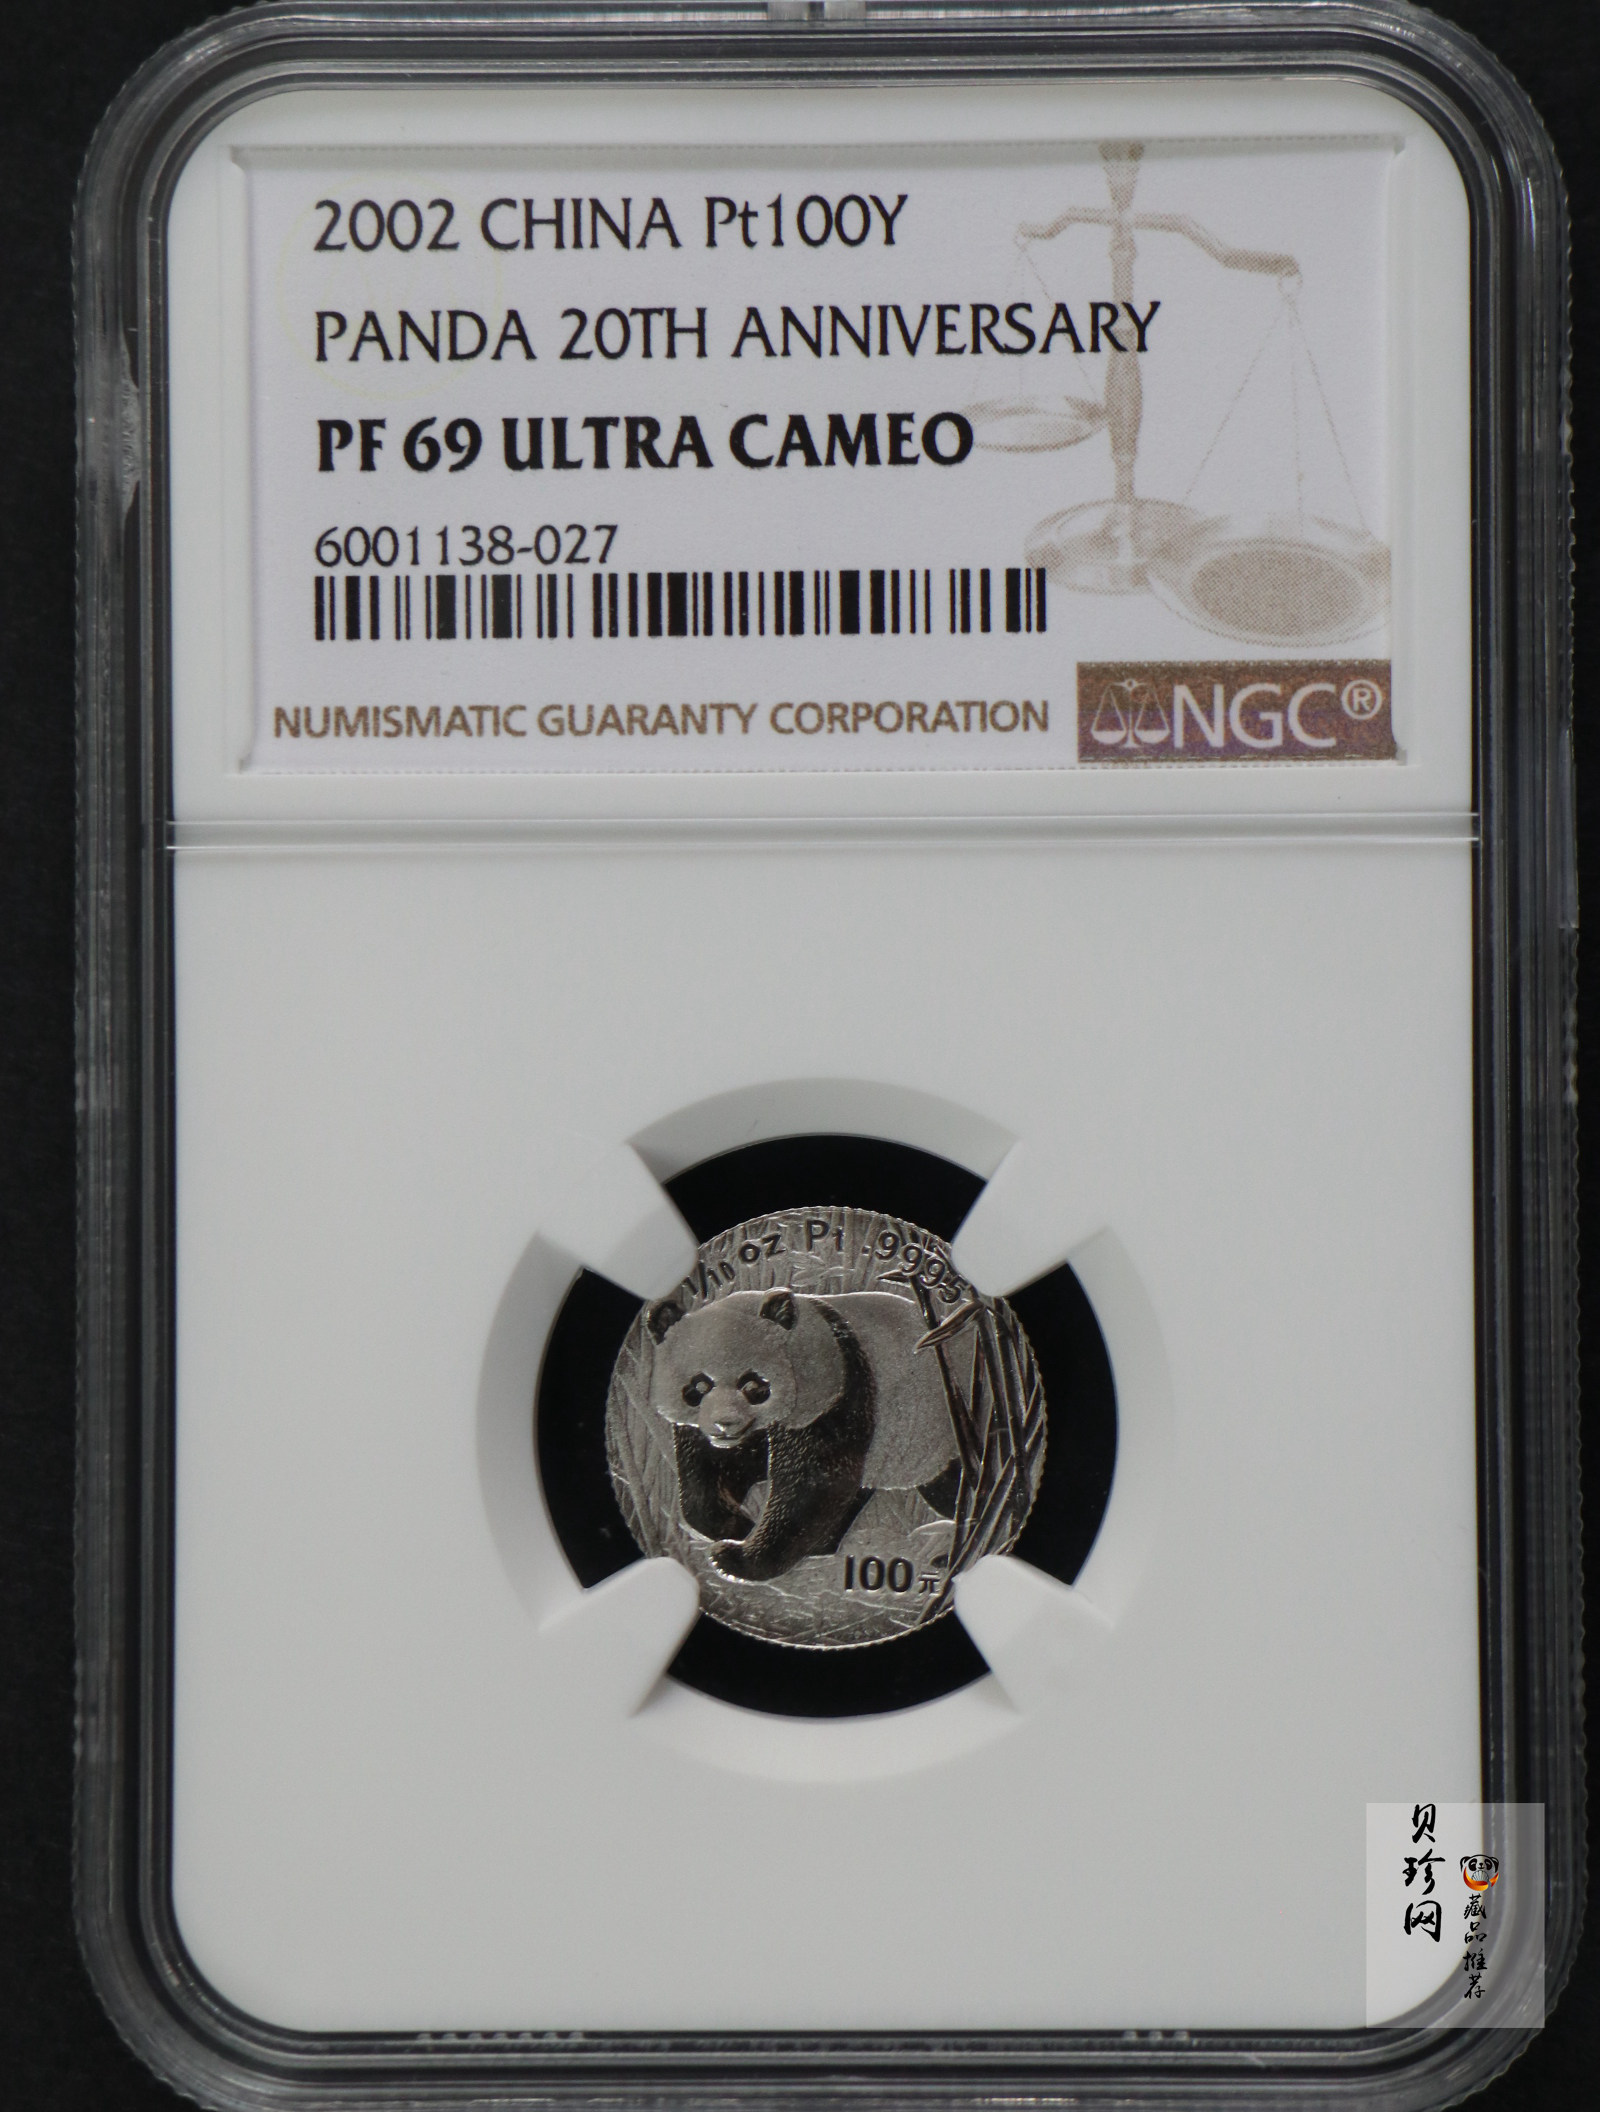 2002 CHINA Pt100Y
PANDA 20TH ANNIVERSARY
PF 69 ULTRA CAMEO
6001138-027
NUMISMATIC GUARANTY CORPORATION
NGC®
1/10 oz Pt .9995
100元
贝珍网
藏品推荐